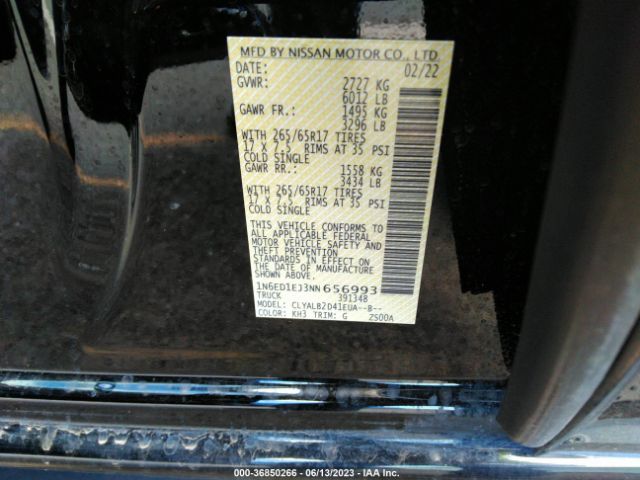 MFD BY NISSAN MOTOR CO., LTD.
DATE: 02/22
GVWR: 2727 KG
6012 LB
GAWR FR.: 1495 KG
3296 LB
WITH 265/65R17 TIRES
17 X 7.5 RIMS AT 35 PSI
COLD SINGLE
GAWR RR.: 1558 KG
3434 LB
WITH 265/65R17 TIRES
17 X 7.5 RIMS AT 35 PSI
COLD SINGLE
THIS VEHICLE CONFORMS TO
ALL APPLICABLE FEDERAL
MOTOR VEHICLE SAFETY AND
THEFT PREVENTION
STANDARDS IN EFFECT ON
THE DATE OF MANUFACTURE
SHOWN ABOVE.
1N6ED1EJ3NN656993
TRUCK 391348
MODEL: CLYALB2D41EUA--B--
COLOR: KH3 TRIM: G ZS00A
000-36850266 - 06/13/2023 - IAA Inc.